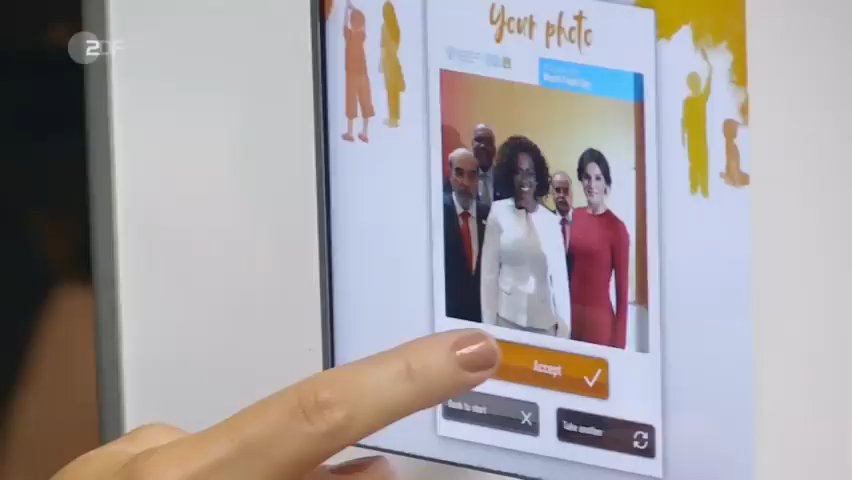 ZDF
Your photo
Accept
Back to start
Take another